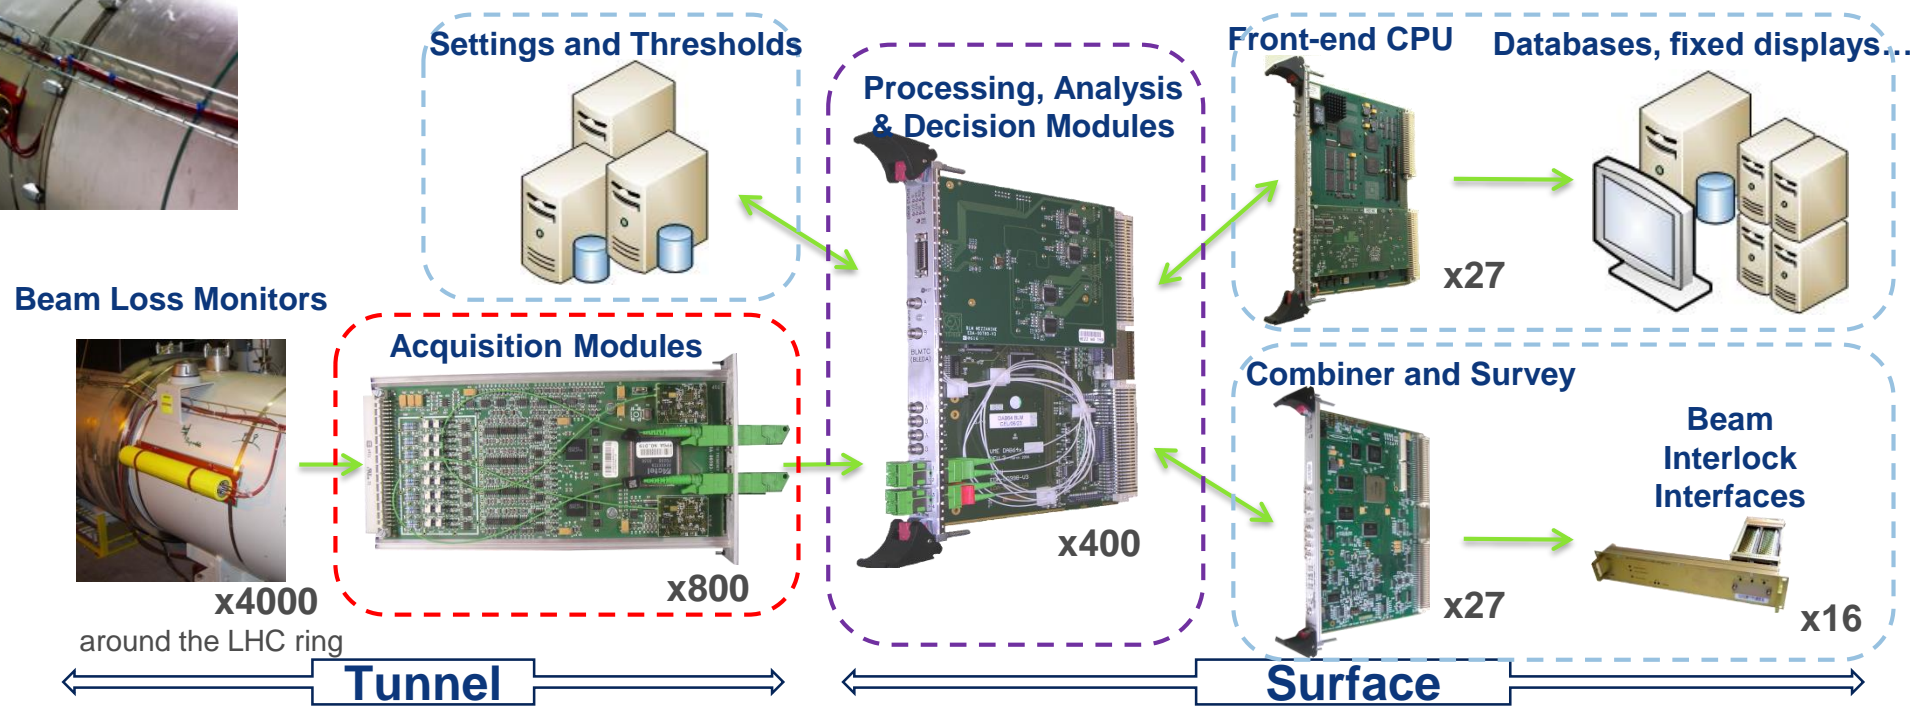 Settings and Thresholds
Processing, Analysis
& Decision Modules
Front-end CPU
Databases, fixed displays...
x27
Beam Loss Monitors
Acquisition Modules
x4000
around the LHC ring
x800
x400
Combiner and Survey
Beam
Interlock
Interfaces
x27
x16
BLMTC
Tunnel
Surface